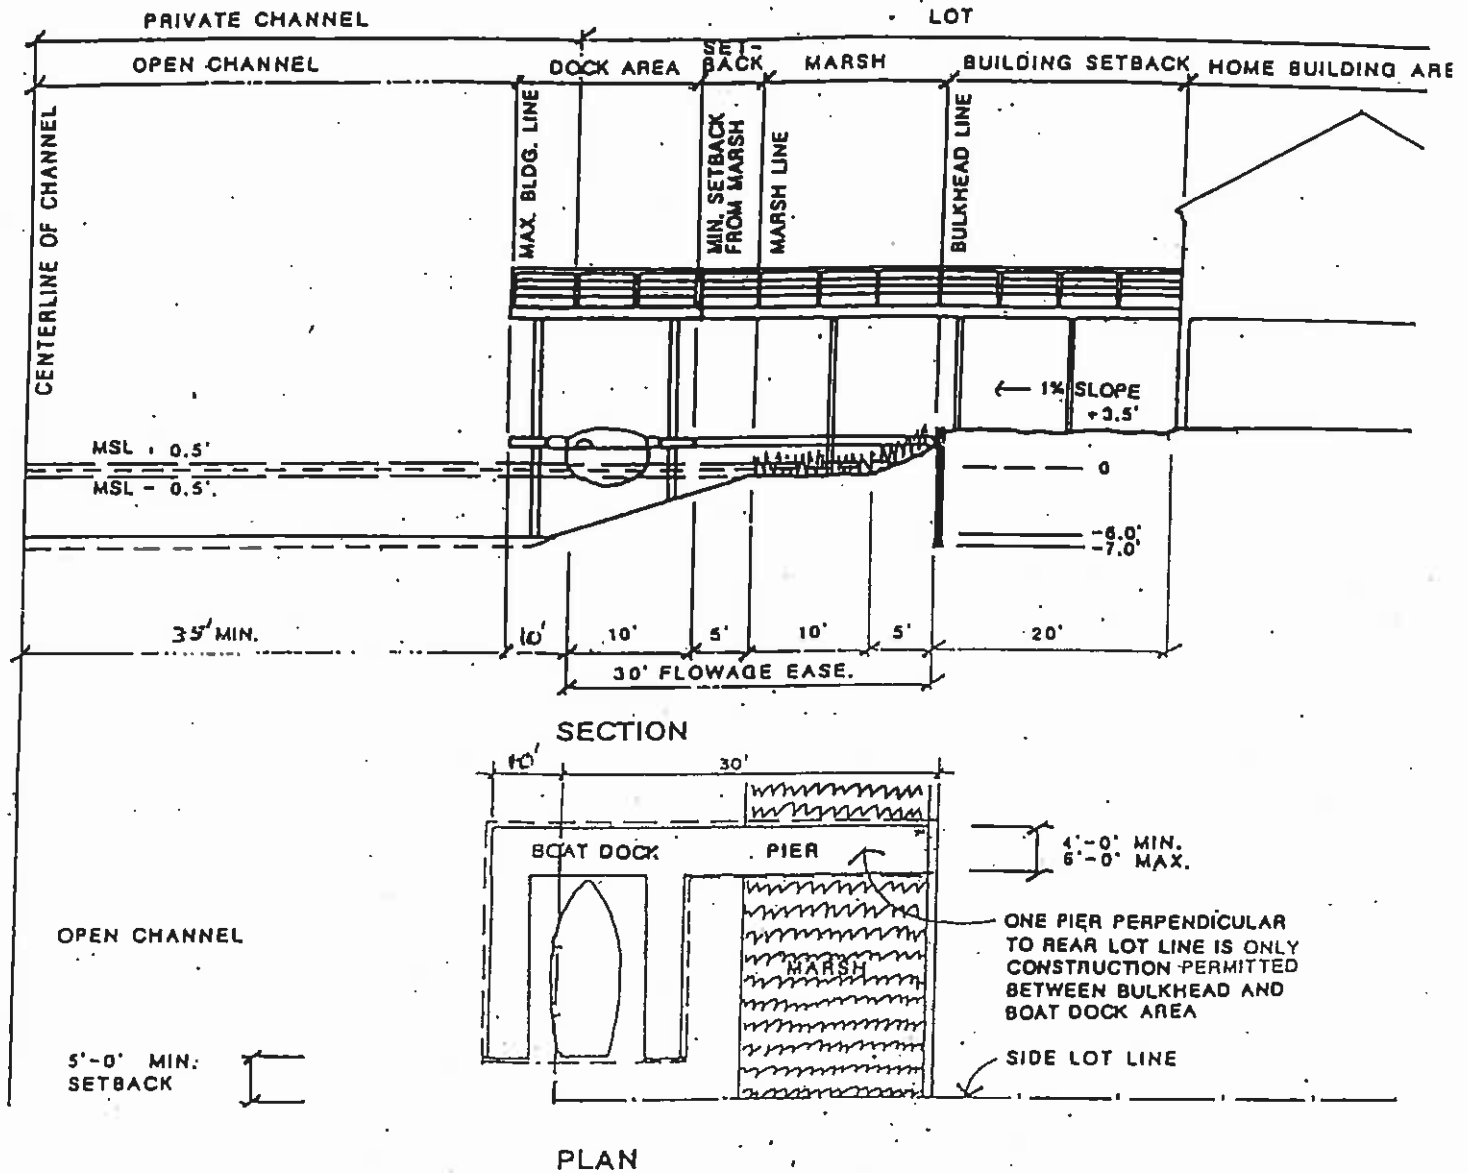 PRIVATE CHANNEL
LOT
OPEN CHANNEL
DOCK AREA
SET-
BACK
MARSH
BUILDING SETBACK
HOME BUILDING ARE
CENTERLINE OF CHANNEL
MAX. BLDG. LINE
MIN. SETBACK
FROM MARSH
MARSH LINE
BULKHEAD LINE
1% SLOPE
+3.5'
MSL + 0.5'
MSL - 0.5'.
0
-6.0'
-7.0'
35' MIN.
10'
10'
5'
10'
5'
20'
30' FLOWAGE EASE.
SECTION
10'
30'
BOAT DOCK
PIER
4'-0' MIN.
6'-0' MAX.
OPEN CHANNEL
MARSH
ONE PIER PERPENDICULAR
TO REAR LOT LINE IS ONLY
CONSTRUCTION PERMITTED
BETWEEN BULKHEAD AND
BOAT DOCK AREA
5'-0' MIN.
SETBACK
SIDE LOT LINE
PLAN